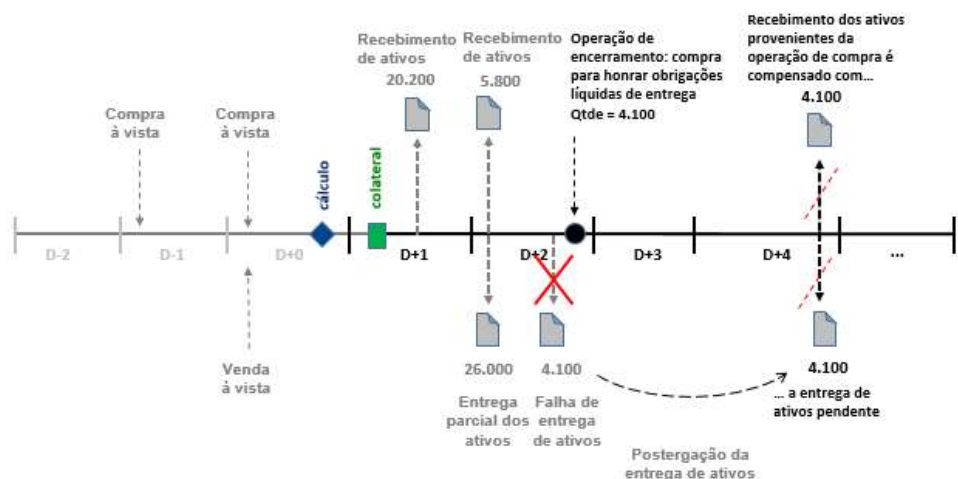 Recebimento
de ativos
20.200
Recebimento
de ativos
5.800
Operação de
encerramento: compra
para honrar obrigações
líquidas de entrega
Qtde = 4.100
Recebimento dos ativos
provenientes da
operação de compra é
compensado com...
4.100
Compra
à vista
Compra
à vista
cálculo
colateral
D-2
D-1
D+0
D+1
D+2
D+3
D+4
...
Venda
à vista
26.000
Entrega
parcial dos
ativos
4.100
Falha de
entrega
de ativos
4.100
... a entrega de
ativos pendente
Postergação da
entrega de ativos